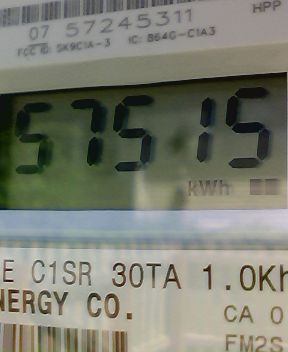 HPP
07 57245311
FCC ID: SK9C1A-3 IC: 864G-C1A3
57515
KWh
E C1SR 30TA 1.0Kh
NERGY CO.
CA 0
FM2S